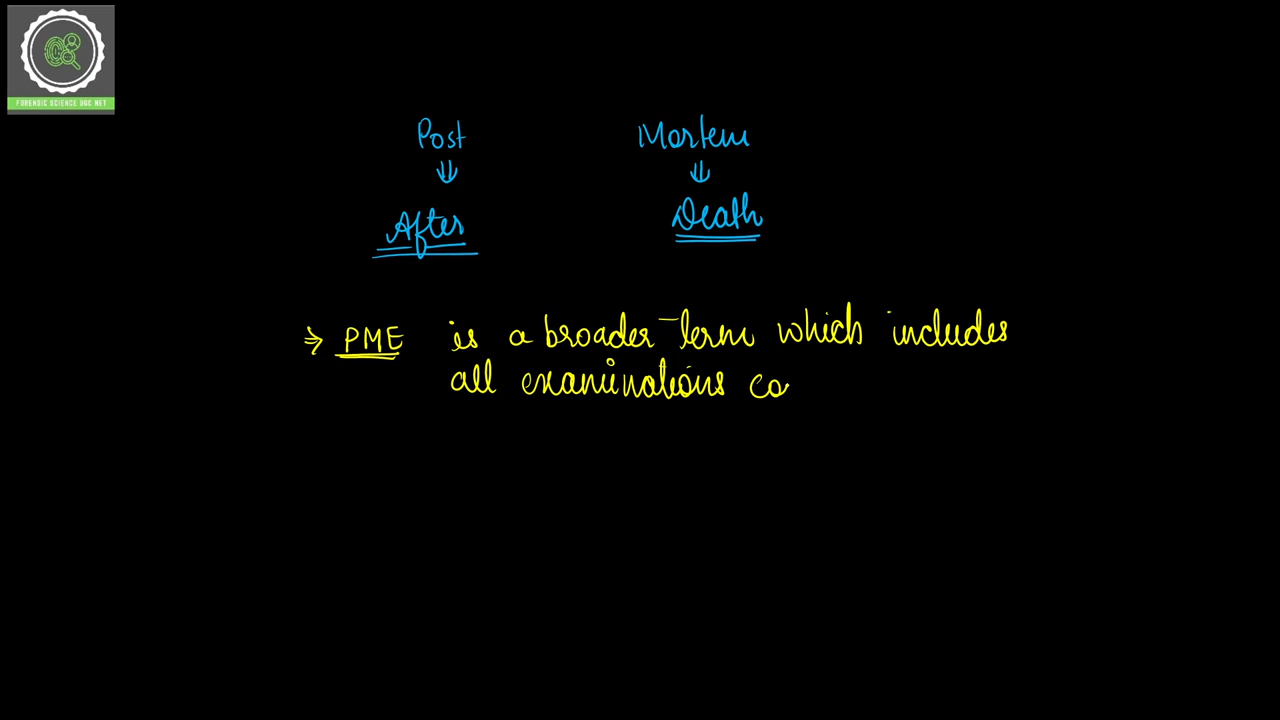 FORENSIC SCIENCE UGC NET
Post Mortem
⇓ ⇓
After Death
⇒ PME is a broader term which includes
all examinations co